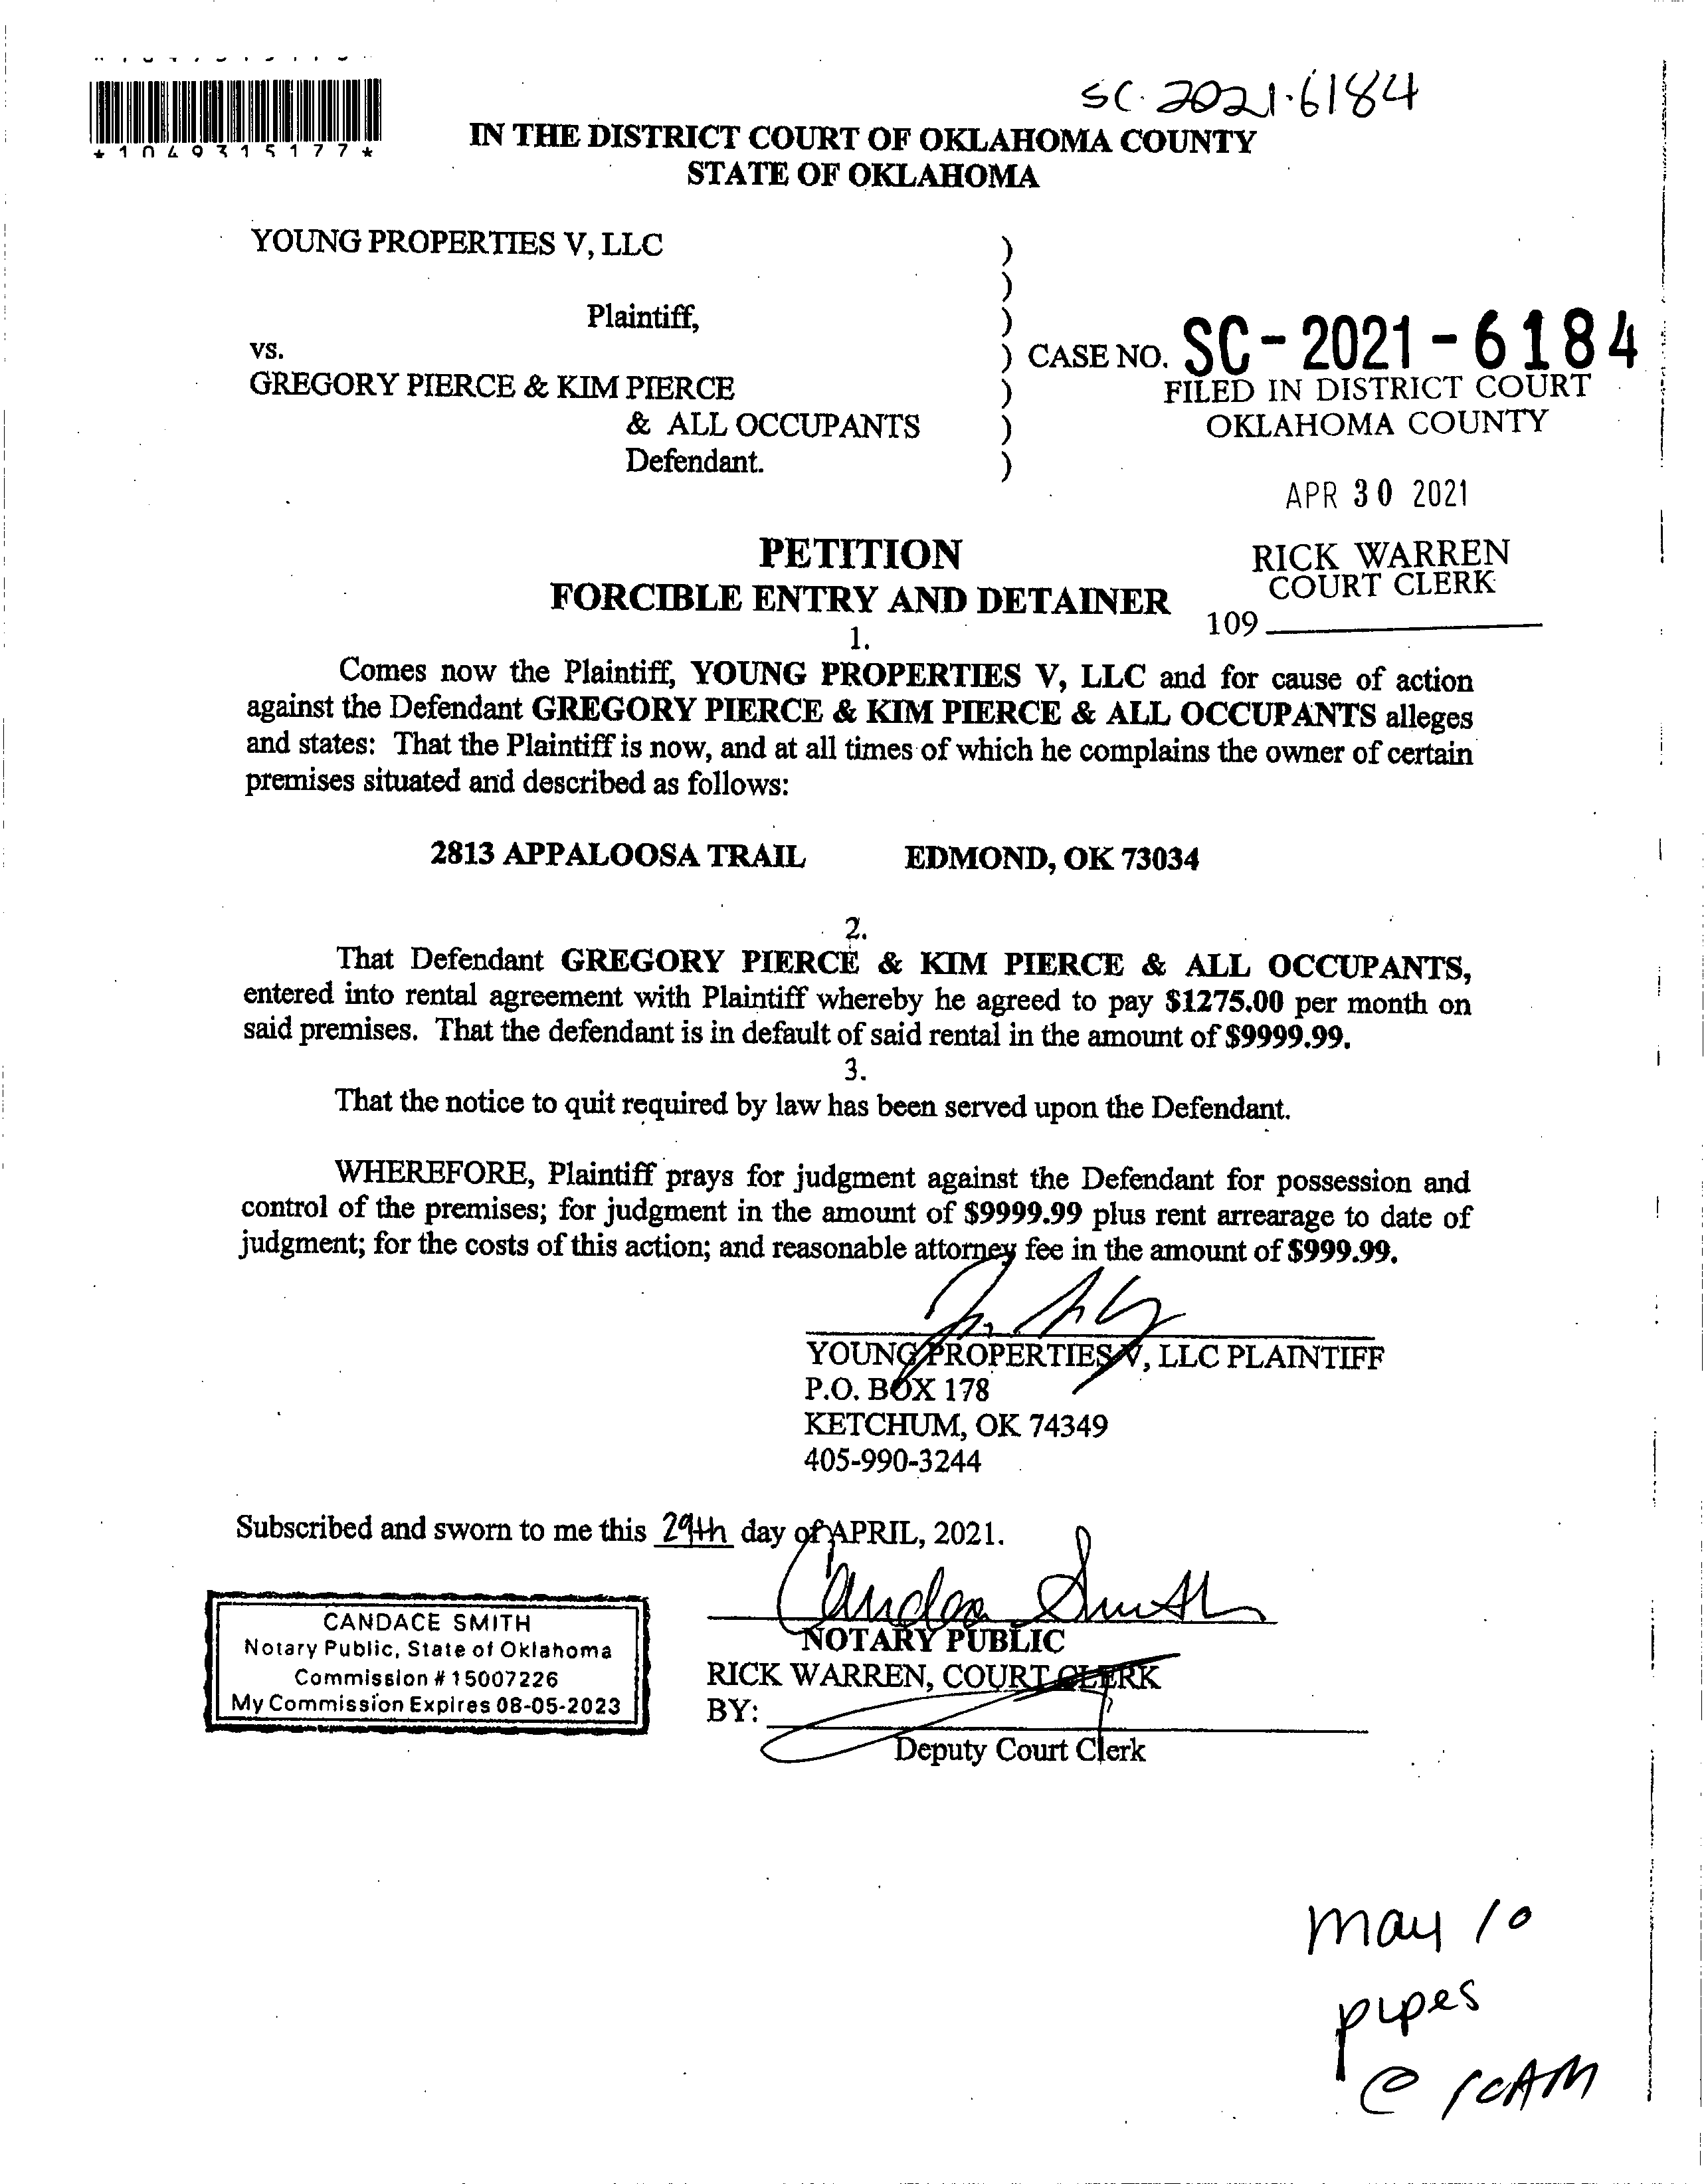 SC. 2021.6184
* 1 0 4 9 3 1 5 1 7 7 *
IN THE DISTRICT COURT OF OKLAHOMA COUNTY
STATE OF OKLAHOMA
YOUNG PROPERTIES V, LLC )
)
Plaintiff, )
vs. ) CASE NO. SC-2021-6184
GREGORY PIERCE & KIM PIERCE ) FILED IN DISTRICT COURT
& ALL OCCUPANTS ) OKLAHOMA COUNTY
Defendant. )
APR 30 2021
PETITION
RICK WARREN
FORCIBLE ENTRY AND DETAINER
COURT CLERK
109
1.
Comes now the Plaintiff, YOUNG PROPERTIES V, LLC and for cause of action
against the Defendant GREGORY PIERCE & KIM PIERCE & ALL OCCUPANTS alleges
and states: That the Plaintiff is now, and at all times of which he complains the owner of certain
premises situated and described as follows:
2813 APPALOOSA TRAIL EDMOND, OK 73034
2.
That Defendant GREGORY PIERCE & KIM PIERCE & ALL OCCUPANTS,
entered into rental agreement with Plaintiff whereby he agreed to pay $1275.00 per month on
said premises. That the defendant is in default of said rental in the amount of $9999.99.
3.
That the notice to quit required by law has been served upon the Defendant.
WHEREFORE, Plaintiff prays for judgment against the Defendant for possession and
control of the premises; for judgment in the amount of $9999.99 plus rent arrearage to date of
judgment; for the costs of this action; and reasonable attorney fee in the amount of $999.99.
YOUNG PROPERTIES V, LLC PLAINTIFF
P.O. BOX 178
KETCHUM, OK 74349
405-990-3244
Subscribed and sworn to me this 29th day of APRIL, 2021.
Candace Smith
CANDACE SMITH
Notary Public, State of Oklahoma
Commission # 15007226
My Commission Expires 08-05-2023
NOTARY PUBLIC
RICK WARREN, COURT CLERK
BY:
Deputy Court Clerk
may 10
pipes
@ 10AM